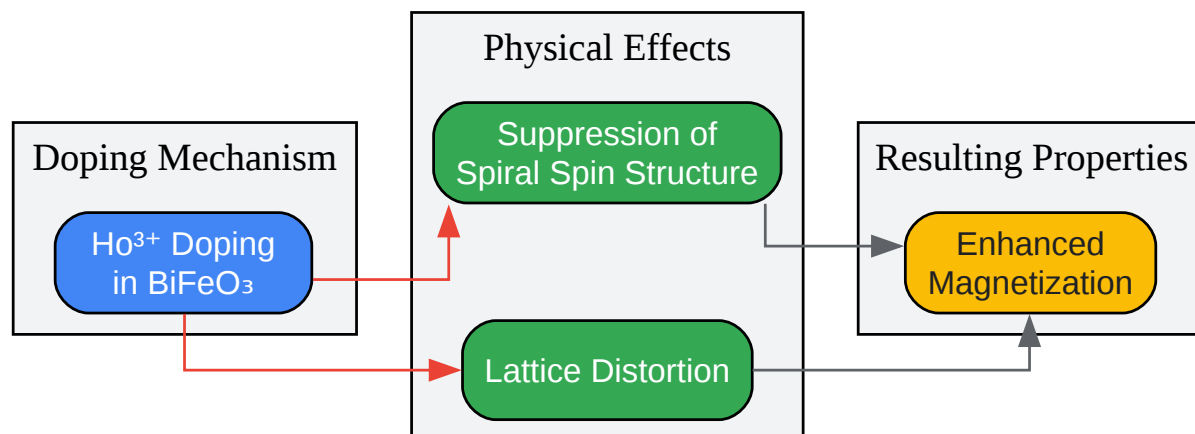 Doping Mechanism
Ho³⁺ Doping
in BiFeO₃
Physical Effects
Suppression of
Spiral Spin Structure
Lattice Distortion
Resulting Properties
Enhanced
Magnetization